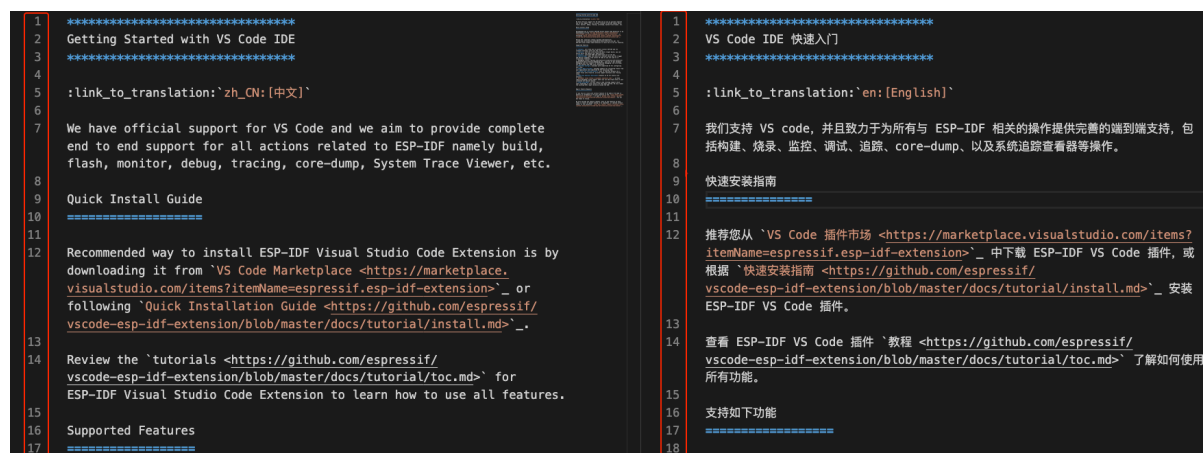 1 ********************************
2 Getting Started with VS Code IDE
3 ********************************
4
5 :link_to_translation:`zh_CN:[中文]`
6
7 We have official support for VS Code and we aim to provide complete
end to end support for all actions related to ESP-IDF namely build,
flash, monitor, debug, tracing, core-dump, System Trace Viewer, etc.
8
9 Quick Install Guide
10 ===================
11
12 Recommended way to install ESP-IDF Visual Studio Code Extension is by
downloading it from `VS Code Marketplace <https://marketplace.
visualstudio.com/items?itemName=espressif.esp-idf-extension>`_ or
following `Quick Installation Guide <https://github.com/espressif/
vscode-esp-idf-extension/blob/master/docs/tutorial/install.md>`_.
13
14 Review the `tutorials <https://github.com/espressif/
vscode-esp-idf-extension/blob/master/docs/tutorial/toc.md>` for
ESP-IDF Visual Studio Code Extension to learn how to use all features.
15
16 Supported Features
17 ==================
1 ********************************
2 VS Code IDE 快速入门
3 ********************************
4
5 :link_to_translation:`en:[English]`
6
7 我们支持 VS code，并且致力于为所有与 ESP-IDF 相关的操作提供完善的端到端支持，包
括构建、烧录、监控、调试、追踪、core-dump、以及系统追踪查看器等操作。
8
9 快速安装指南
10 ===============
11
12 推荐您从 `VS Code 插件市场 <https://marketplace.visualstudio.com/items?
itemName=espressif.esp-idf-extension>`_ 中下载 ESP-IDF VS Code 插件，或
根据 `快速安装指南 <https://github.com/espressif/
vscode-esp-idf-extension/blob/master/docs/tutorial/install.md>`_ 安装
ESP-IDF VS Code 插件。
13
14 查看 ESP-IDF VS Code 插件 `教程 <https://github.com/espressif/
vscode-esp-idf-extension/blob/master/docs/tutorial/toc.md>` 了解如何使用
所有功能。
15
16 支持如下功能
17 ==================
18